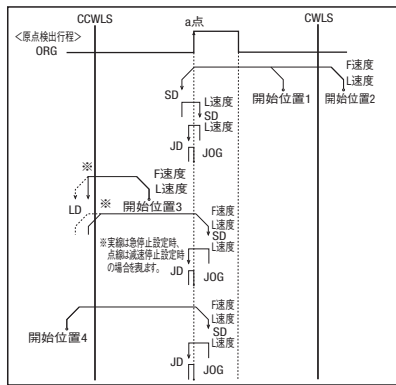 CCWLS
a点
CWLS
<原点検出行程>
ORG
F速度
SD
L速度
L速度
SD
開始位置1
開始位置2
L速度
JD
JOG
※
F速度
L速度
LD
※
開始位置3
F速度
L速度
SD
※実線は急停止設定時、
点線は減速停止設定時
の場合を表します。
L速度
JD
JOG
F速度
L速度
SD
開始位置4
L速度
JD
JOG